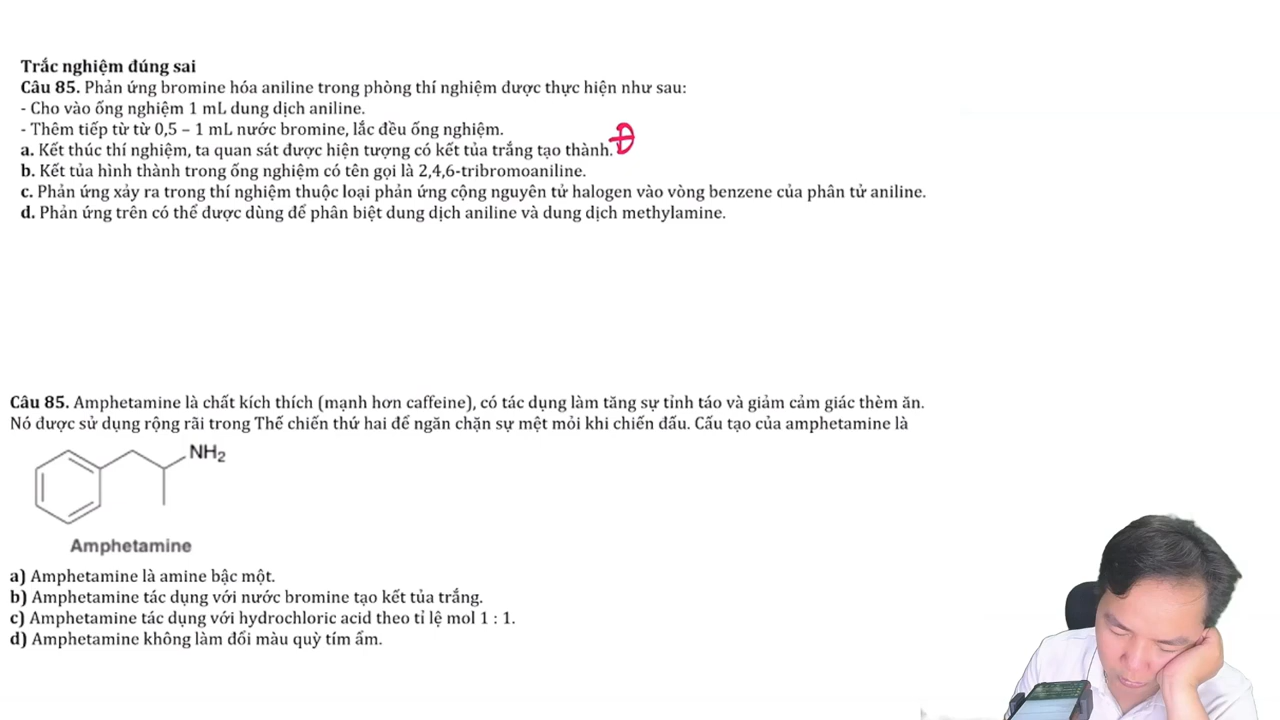 Trắc nghiệm đúng sai
Câu 85. Phản ứng bromine hóa aniline trong phòng thí nghiệm được thực hiện như sau:
- Cho vào ống nghiệm 1 mL dung dịch aniline.
- Thêm tiếp từ từ 0,5 – 1 mL nước bromine, lắc đều ống nghiệm.
a. Kết thúc thí nghiệm, ta quan sát được hiện tượng có kết tủa trắng tạo thành. Đ
b. Kết tủa hình thành trong ống nghiệm có tên gọi là 2,4,6-tribromoaniline.
c. Phản ứng xảy ra trong thí nghiệm thuộc loại phản ứng cộng nguyên tử halogen vào vòng benzene của phân tử aniline.
d. Phản ứng trên có thể được dùng để phân biệt dung dịch aniline và dung dịch methylamine.
Câu 85. Amphetamine là chất kích thích (mạnh hơn caffeine), có tác dụng làm tăng sự tỉnh táo và giảm cảm giác thèm ăn.
Nó được sử dụng rộng rãi trong Thế chiến thứ hai để ngăn chặn sự mệt mỏi khi chiến đấu. Cấu tạo của amphetamine là
NH2
Amphetamine
a) Amphetamine là amine bậc một.
b) Amphetamine tác dụng với nước bromine tạo kết tủa trắng.
c) Amphetamine tác dụng với hydrochloric acid theo tỉ lệ mol 1 : 1.
d) Amphetamine không làm đổi màu quỳ tím ẩm.